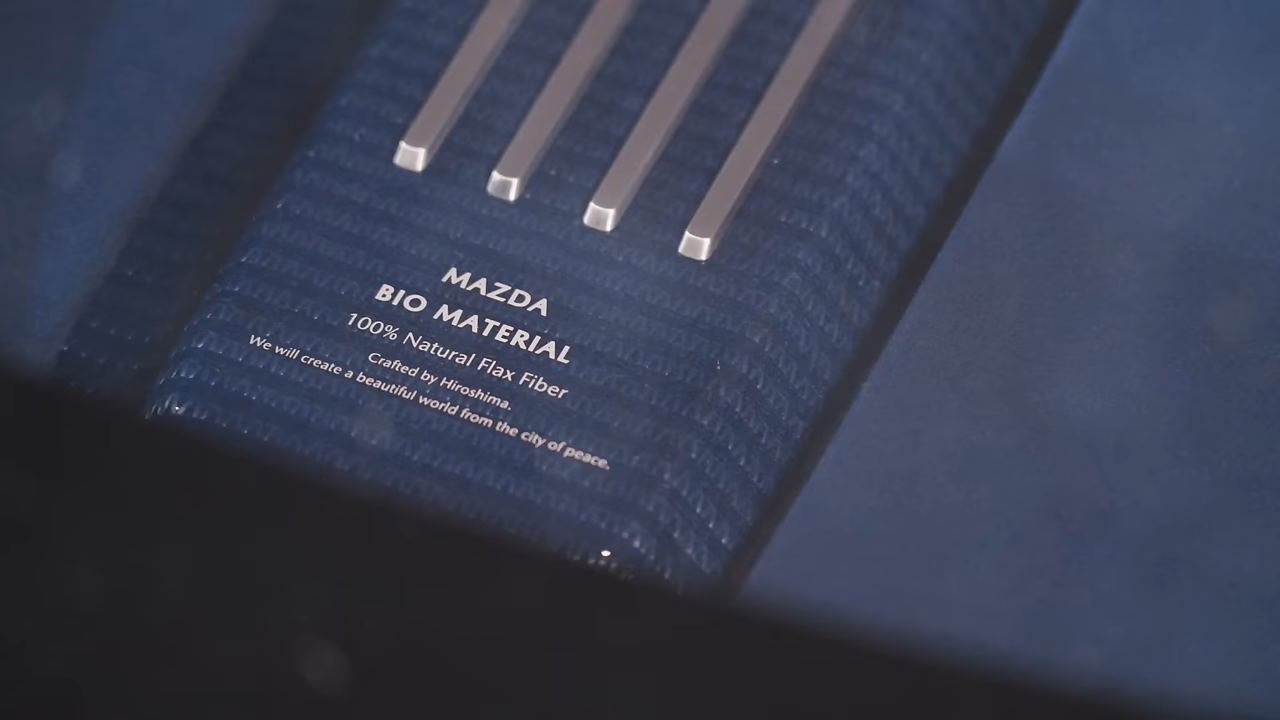 MAZDA
BIO MATERIAL
100% Natural Flax Fiber
Crafted by Hiroshima.
We will create a beautiful world from the city of peace.